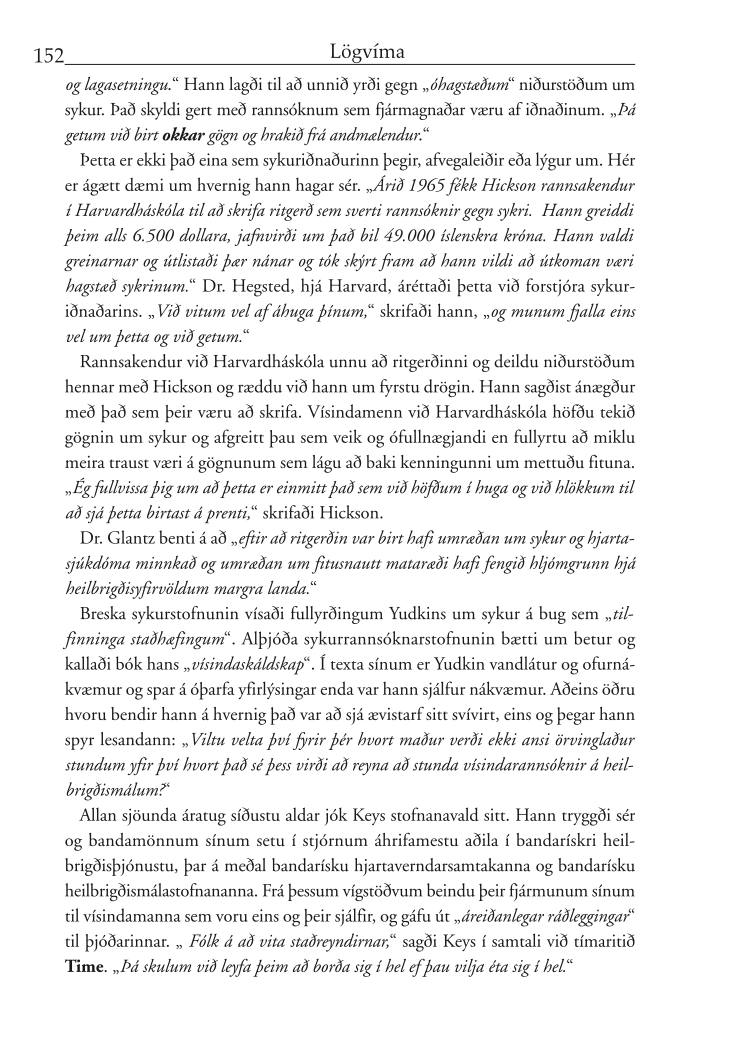 152 Lögvíma
og lagasetningu.“ Hann lagði til að unnið yrði gegn „óhagstæðum“ niðurstöðum um
sykur. Það skyldi gert með rannsóknum sem fjármagnaðar væru af iðnaðinum. „Þá
getum við birt okkar gögn og hrakið frá andmælendur.“
Þetta er ekki það eina sem sykuriðnaðurinn þegir, afvegaleiðir eða lýgur um. Hér
er ágætt dæmi um hvernig hann hagar sér. „Árið 1965 fékk Hickson rannsakendur
í Harvardháskóla til að skrifa ritgerð sem sverti rannsóknir gegn sykri. Hann greiddi
þeim alls 6.500 dollara, jafnvirði um það bil 49.000 íslenskra króna. Hann valdi
greinarnar og útlistaði þær nánar og tók skýrt fram að hann vildi að útkoman væri
hagstæð sykrinum.“ Dr. Hegsted, hjá Harvard, áréttaði þetta við forstjóra sykur-
iðnaðarins. „Við vitum vel af áhuga þínum,“ skrifaði hann, „og munum fjalla eins
vel um þetta og við getum.“
Rannsakendur við Harvardháskóla unnu að ritgerðinni og deildu niðurstöðum
hennar með Hickson og ræddu við hann um fyrstu drögin. Hann sagðist ánægður
með það sem þeir væru að skrifa. Vísindamenn við Harvardháskóla höfðu tekið
gögnin um sykur og afgreitt þau sem veik og ófullnægjandi en fullyrtu að miklu
meira traust væri á gögnunum sem lágu að baki kenningunni um mettuðu fituna.
„Ég fullvissa þig um að þetta er einmitt það sem við höfðum í huga og við hlökkum til
að sjá þetta birtast á prenti,“ skrifaði Hickson.
Dr. Glantz benti á að „eftir að ritgerðin var birt hafi umræðan um sykur og hjarta-
sjúkdóma minnkað og umræðan um fitusnautt mataræði hafi fengið hljómgrunn hjá
heilbrigðisyfirvöldum margra landa.“
Breska sykurstofnunin vísaði fullyrðingum Yudkins um sykur á bug sem „til-
finninga staðhæfingum“. Alþjóða sykurrannsóknarstofnunin bætti um betur og
kallaði bók hans „vísindaskáldskap“. Í texta sínum er Yudkin vandlátur og ofurná-
kvæmur og spar á óþarfa yfirlýsingar enda var hann sjálfur nákvæmur. Aðeins öðru
hvoru bendir hann á hvernig það var að sjá ævistarf sitt svívirt, eins og þegar hann
spyr lesandann: „Viltu velta því fyrir þér hvort maður verði ekki ansi örvinglaður
stundum yfir því hvort það sé þess virði að reyna að stunda vísindarannsóknir á heil-
brigðismálum?“
Allan sjöunda áratug síðustu aldar jók Keys stofnanavald sitt. Hann tryggði sér
og bandamönnum sínum setu í stjórnum áhrifamestu aðila í bandarískri heil-
brigðisþjónustu, þar á meðal bandarísku hjartaverndarsamtakanna og bandarísku
heilbrigðismálastofnananna. Frá þessum vígstöðvum beindu þeir fjármunum sínum
til vísindamanna sem voru eins og þeir sjálfir, og gáfu út „áreiðanlegar ráðleggingar“
til þjóðarinnar. „ Fólk á að vita staðreyndirnar,“ sagði Keys í samtali við tímaritið
Time. „Þá skulum við leyfa þeim að borða sig í hel ef þau vilja éta sig í hel.“